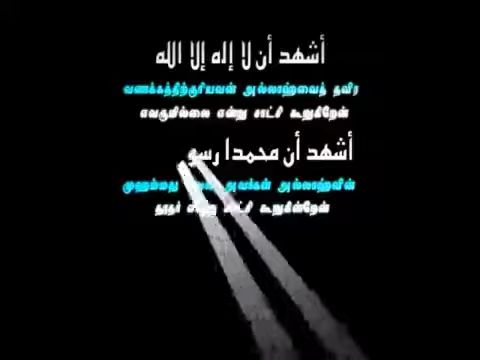 أشهد أن لا إله إلا الله
வணக்கத்திற்குரியவன் அல்லாஹ்வைத் தவிர
எவருமில்லை என்று சாட்சி கூறுகிறேன்
أشهد أن محمدا رسو
முஹம்மது அவர்கள் அல்லாஹ்வின்
தூதர் சாட்சி கூறுகின்றேன்